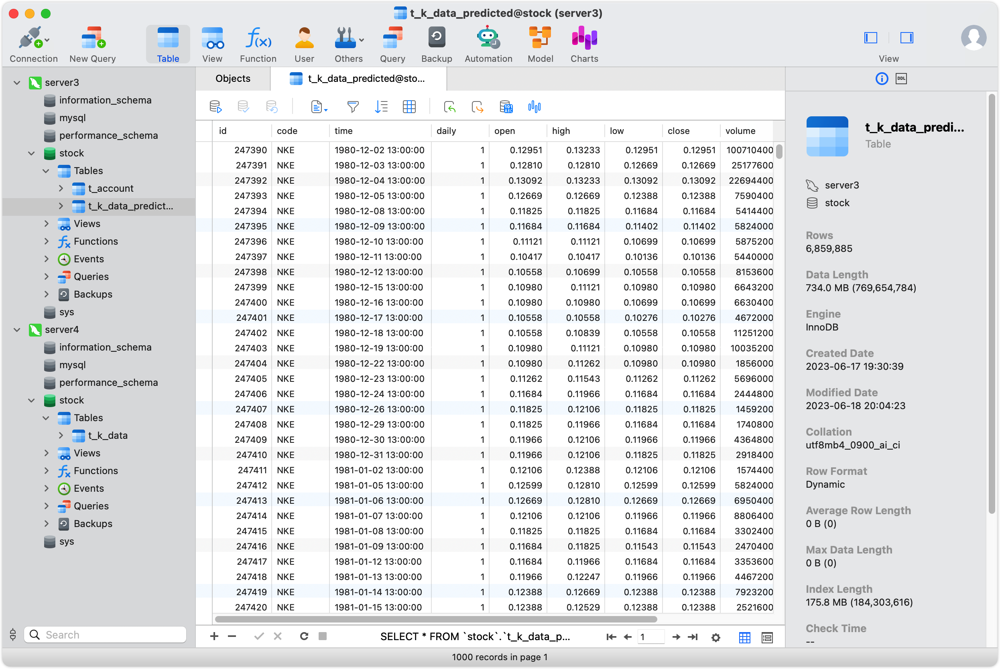 t_k_data_predicted@stock (server3)
Connection New Query Table View Function User Others Query Backup Automation Model Charts View
server3
information_schema
mysql
performance_schema
stock
Tables
t_account
t_k_data_predict...
Views
Functions
Events
Queries
Backups
sys
server4
information_schema
mysql
performance_schema
stock
Tables
t_k_data
Views
Functions
Events
Queries
Backups
sys
Search
Objects t_k_data_predicted@sto...
id code time daily open high low close volume
247390 NKE 1980-12-02 13:00:00 1 0.12951 0.13233 0.12951 0.12951 100710400
247391 NKE 1980-12-03 13:00:00 1 0.12810 0.12810 0.12669 0.12669 25177600
247392 NKE 1980-12-04 13:00:00 1 0.13092 0.13233 0.13092 0.13092 22694400
247393 NKE 1980-12-05 13:00:00 1 0.12669 0.12669 0.12388 0.12388 7590400
247394 NKE 1980-12-08 13:00:00 1 0.11825 0.11825 0.11684 0.11684 5414400
247395 NKE 1980-12-09 13:00:00 1 0.11684 0.11684 0.11402 0.11402 5824000
247396 NKE 1980-12-10 13:00:00 1 0.11121 0.11121 0.10699 0.10699 5875200
247397 NKE 1980-12-11 13:00:00 1 0.10417 0.10417 0.10136 0.10136 5440000
247398 NKE 1980-12-12 13:00:00 1 0.10558 0.10699 0.10558 0.10558 8153600
247399 NKE 1980-12-15 13:00:00 1 0.10980 0.11121 0.10980 0.10980 6643200
247400 NKE 1980-12-16 13:00:00 1 0.10980 0.10980 0.10699 0.10699 6630400
247401 NKE 1980-12-17 13:00:00 1 0.10558 0.10558 0.10276 0.10276 4672000
247402 NKE 1980-12-18 13:00:00 1 0.10558 0.10839 0.10558 0.10558 11251200
247403 NKE 1980-12-19 13:00:00 1 0.10980 0.11121 0.10980 0.10980 10035200
247404 NKE 1980-12-22 13:00:00 1 0.10980 0.11262 0.10980 0.10980 1856000
247405 NKE 1980-12-23 13:00:00 1 0.11262 0.11543 0.11262 0.11262 5696000
247406 NKE 1980-12-24 13:00:00 1 0.11684 0.11966 0.11684 0.11684 2444800
247407 NKE 1980-12-26 13:00:00 1 0.11825 0.12106 0.11825 0.11825 1459200
247408 NKE 1980-12-29 13:00:00 1 0.11825 0.11966 0.11684 0.11684 1740800
247409 NKE 1980-12-30 13:00:00 1 0.11966 0.12106 0.11966 0.11966 4364800
247410 NKE 1980-12-31 13:00:00 1 0.11966 0.12106 0.11825 0.11825 2918400
247411 NKE 1981-01-02 13:00:00 1 0.12106 0.12388 0.12106 0.12106 1574400
247412 NKE 1981-01-05 13:00:00 1 0.12599 0.12810 0.12599 0.12599 5824000
247413 NKE 1981-01-06 13:00:00 1 0.12669 0.12810 0.12669 0.12669 6950400
247414 NKE 1981-01-07 13:00:00 1 0.12106 0.12106 0.11966 0.11966 8806400
247415 NKE 1981-01-08 13:00:00 1 0.11825 0.11825 0.11684 0.11684 3302400
247416 NKE 1981-01-09 13:00:00 1 0.11684 0.11825 0.11543 0.11543 2470400
247417 NKE 1981-01-12 13:00:00 1 0.11684 0.11966 0.11684 0.11684 3353600
247418 NKE 1981-01-13 13:00:00 1 0.11966 0.12247 0.11966 0.11966 4467200
247419 NKE 1981-01-14 13:00:00 1 0.12388 0.12669 0.12388 0.12388 7923200
247420 NKE 1981-01-15 13:00:00 1 0.12388 0.12529 0.12388 0.12388 2521600
SELECT * FROM `stock`.`t_k_data_p... 1
DDL
t_k_data_predi...
Table
server3
stock
Rows
6,859,885
Data Length
734.0 MB (769,654,784)
Engine
InnoDB
Created Date
2023-06-17 19:30:39
Modified Date
2023-06-18 20:04:23
Collation
utf8mb4_0900_ai_ci
Row Format
Dynamic
Average Row Length
0 B (0)
Max Data Length
0 B (0)
Index Length
175.8 MB (184,303,616)
Check Time
--
1000 records in page 1